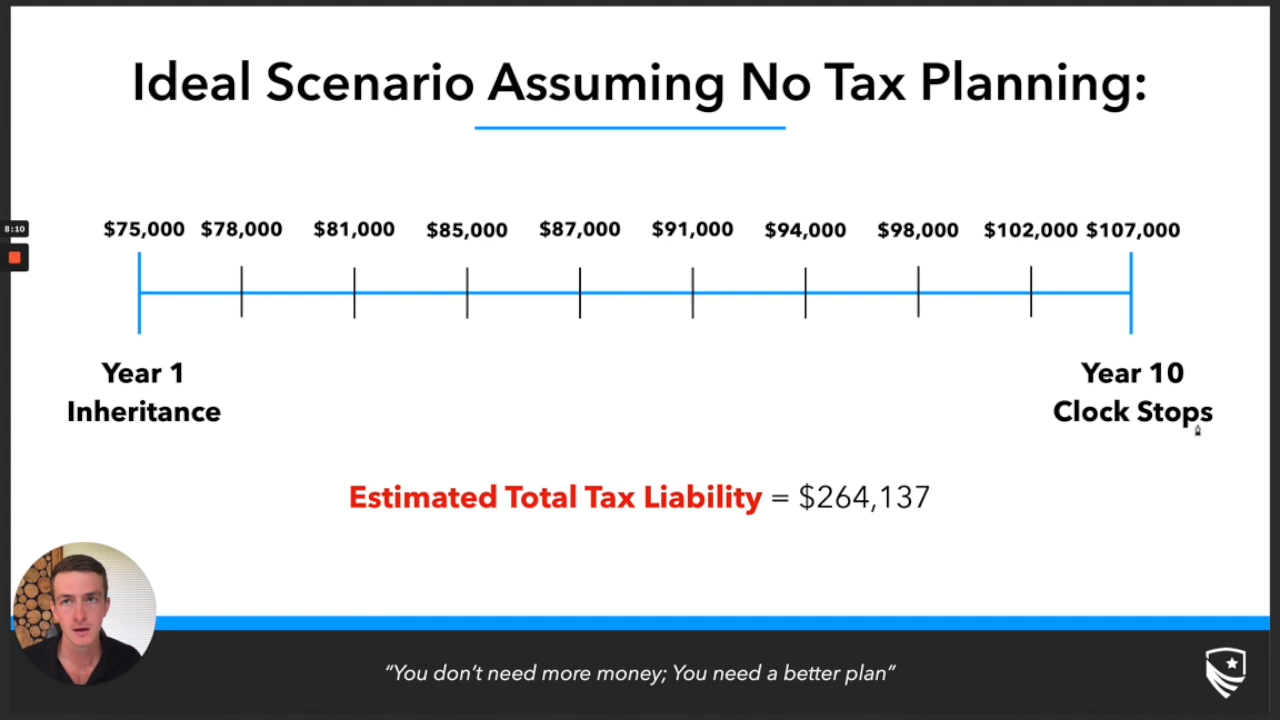 Ideal Scenario Assuming No Tax Planning:
8:10
$75,000 $78,000 $81,000 $85,000 $87,000 $91,000 $94,000 $98,000 $102,000 $107,000
Year 1
Inheritance
Year 10
Clock Stops
Estimated Total Tax Liability = $264,137
“You don’t need more money; You need a better plan”